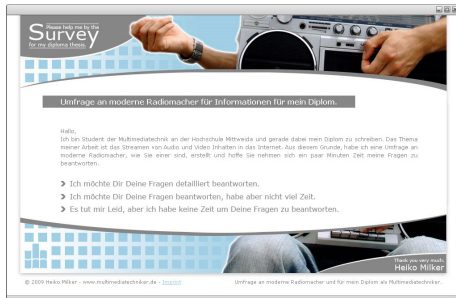 Please help me by the
Survey
for my diploma thesis.
Umfrage an moderne Radiomacher für Informationen für mein Diplom.
Hallo,
Ich bin Student der Multimediatechnik an der Hochschule Mittweida und gerade dabei mein Diplom zu schreiben. Das Thema
meiner Arbeit ist das Streamen von Audio und Video Inhalten in das Internet. Aus diesem Grunde, habe ich eine Umfrage an
moderne Radiomacher, wie Sie einer sind, erstellt und hoffe Sie nehmen sich ein paar Minuten Zeit meine Fragen zu
beantworten.
Ich möchte Dir Deine Fragen detailliert beantworten.
Ich möchte Dir Deine Fragen beantworten, habe aber nicht viel Zeit.
Es tut mir Leid, aber ich habe keine Zeit um Deine Fragen zu beantworten.
Thank you very much.
Heiko Milker
© 2009 Heiko Milker - www.multimediatechniker.de - Imprint Umfrage an moderne Radiomacher und für mein Diplom als Multimediatechniker.